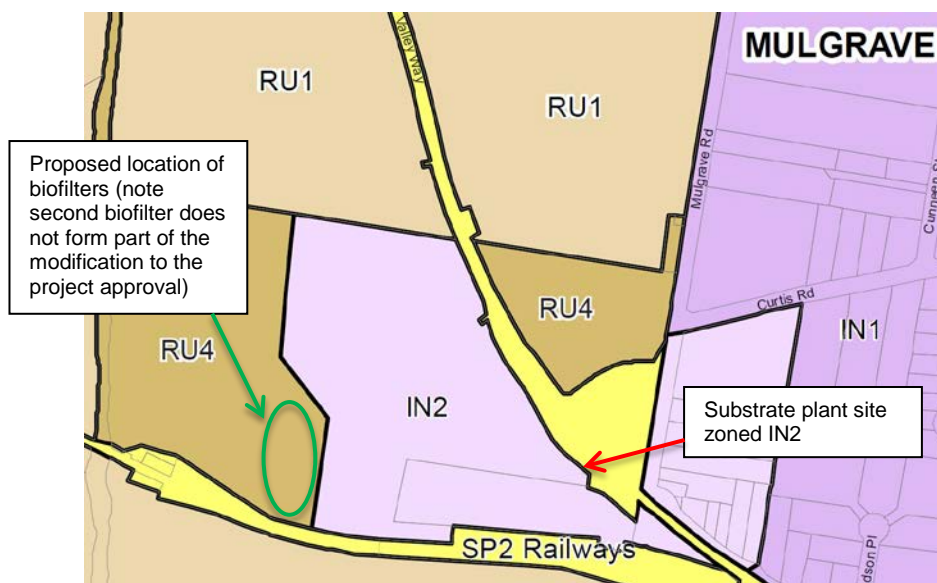 MULGRAVE
RU1
Valley Way
RU1
Mulgrave Rd
Proposed location of
biofilters (note
second biofilter does
not form part of the
modification to the
project approval)
RU4
Curtis Rd
RU4
IN1
IN2
Substrate plant site
zoned IN2
SP2 Railways
dson Pl